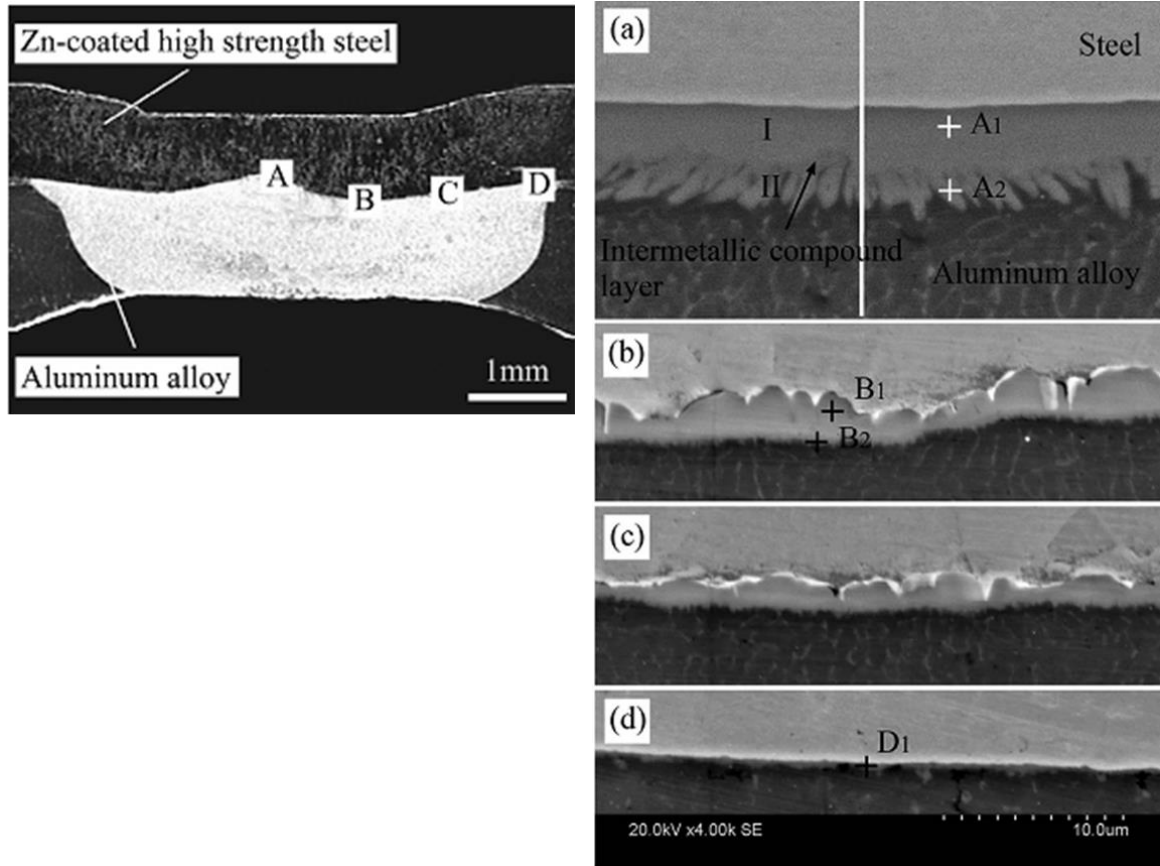 Zn-coated high strength steel
A
B
C
D
Aluminum alloy
1mm
(a)
Steel
I
A1
II
A2
Intermetallic compound
layer
Aluminum alloy
(b)
B1
B2
(c)
(d)
D1
20.0kV x4.00k SE
10.0um